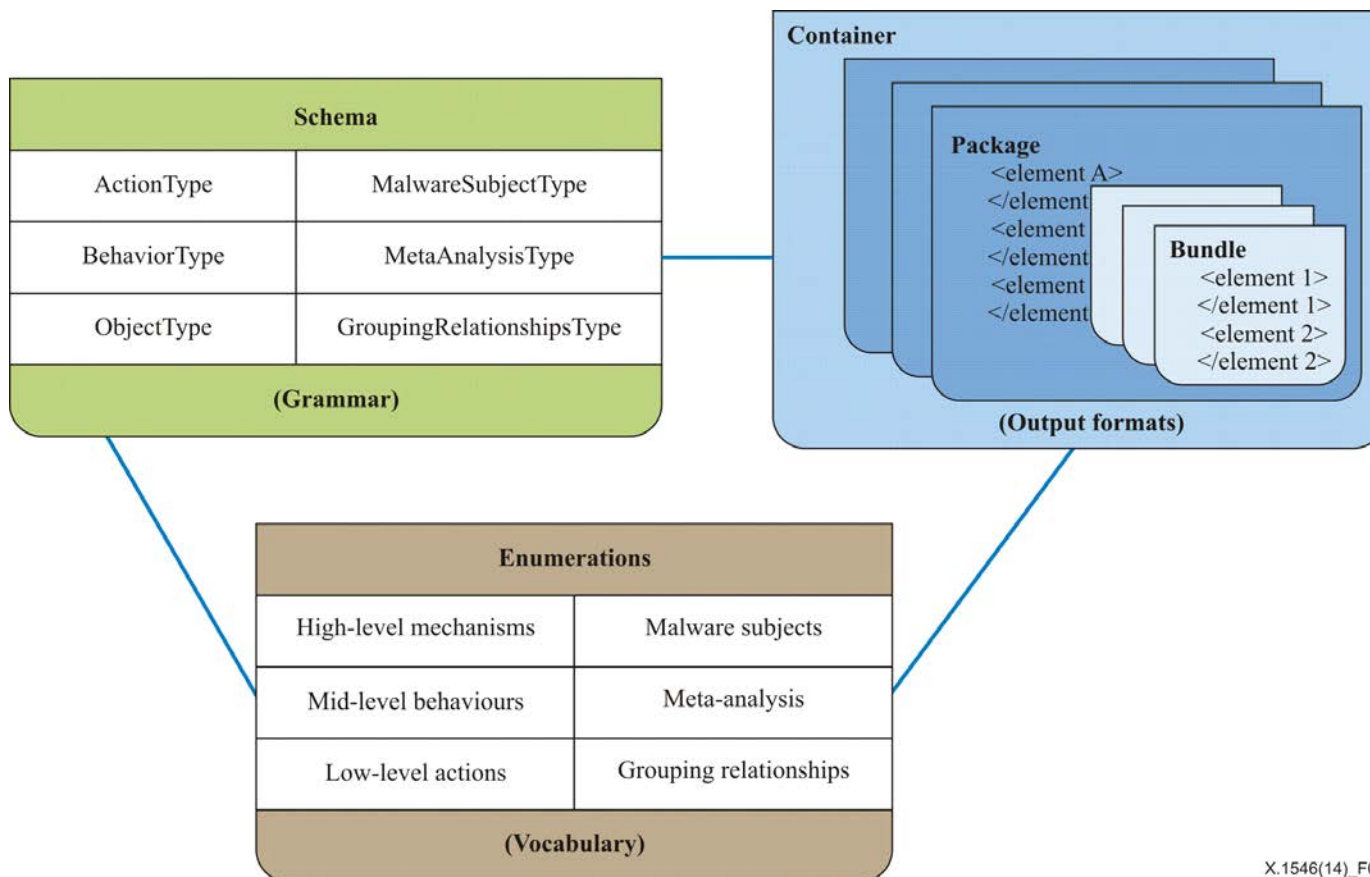 Schema
ActionType
MalwareSubjectType
BehaviorType
MetaAnalysisType
ObjectType
GroupingRelationshipsType
(Grammar)
Container
Package
<element A>
</element
<element
</element
<element
</element
Bundle
<element 1>
</element 1>
<element 2>
</element 2>
(Output formats)
Enumerations
High-level mechanisms
Malware subjects
Mid-level behaviours
Meta-analysis
Low-level actions
Grouping relationships
(Vocabulary)
X.1546(14)_F